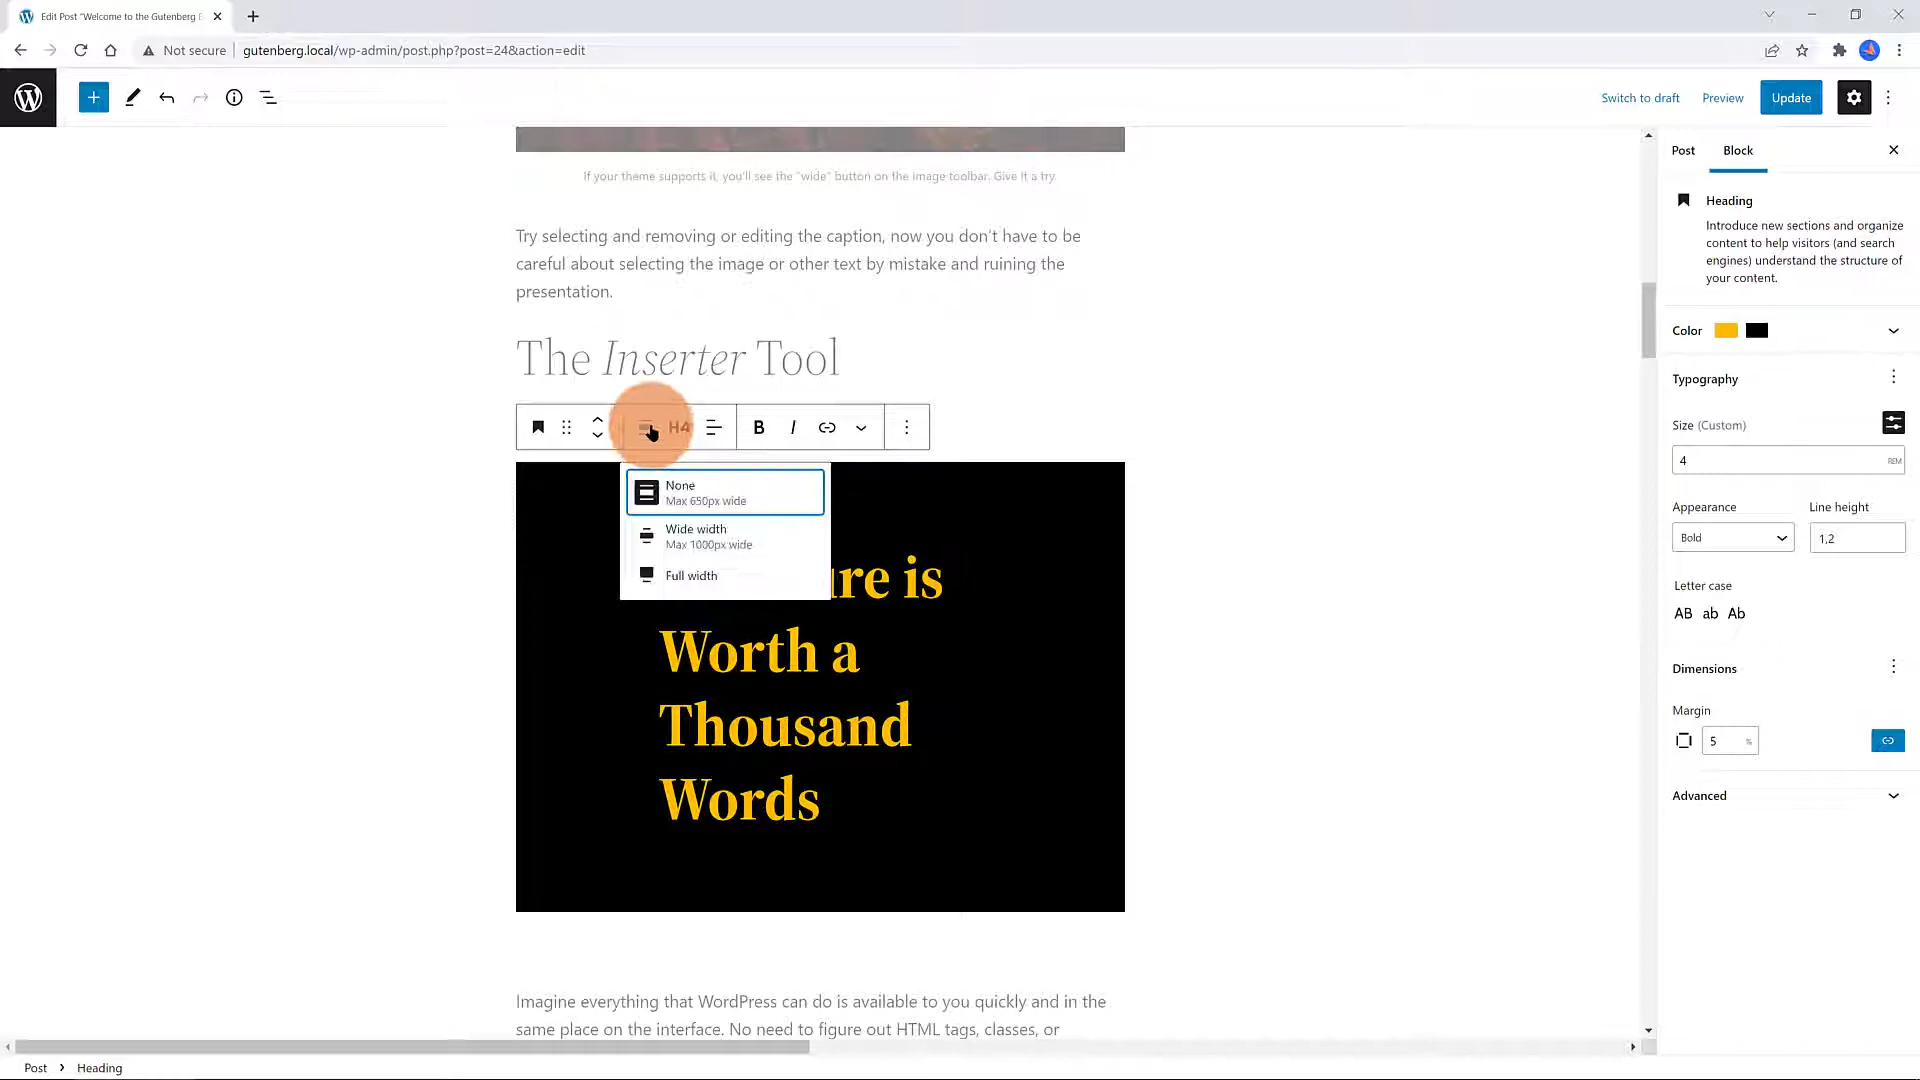 Edit Post "Welcome to the Gutenberg E
Not secure
gutenberg.local/wp-admin/post.php?post=24&action=edit
Switch to draft
Preview
Update
If your theme supports it, you'll see the "wide" button on the image toolbar. Give it a try.
Try selecting and removing or editing the caption, now you don't have to be
careful about selecting the image or other text by mistake and ruining the
presentation.
The Inserter Tool
H4
B
I
None
Max 650px wide
Wide width
Max 1000px wide
Full width
ure is
Worth a
Thousand
Words
Imagine everything that WordPress can do is available to you quickly and in the
same place on the interface. No need to figure out HTML tags, classes, or
Post
Block
Heading
Introduce new sections and organize
content to help visitors (and search
engines) understand the structure of
your content.
Color
Typography
Size (Custom)
4
REM
Appearance
Line height
Bold
1,2
Letter case
AB ab Ab
Dimensions
Margin
5 %
Advanced
Post
Heading